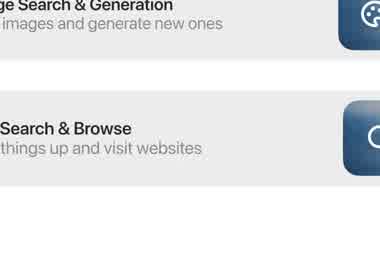 ge Search & Generation
images and generate new ones
Search & Browse
things up and visit websites